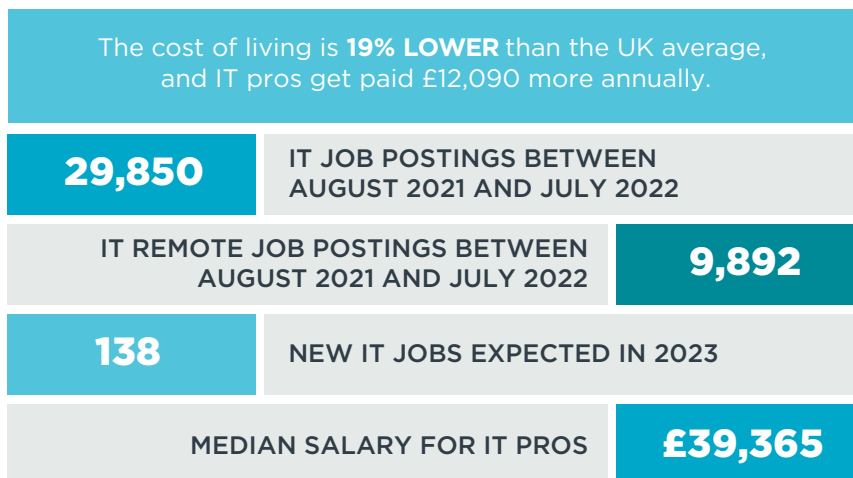 The cost of living is 19% LOWER than the UK average,
and IT pros get paid £12,090 more annually.
29,850
IT JOB POSTINGS BETWEEN
AUGUST 2021 AND JULY 2022
IT REMOTE JOB POSTINGS BETWEEN
AUGUST 2021 AND JULY 2022
9,892
138
NEW IT JOBS EXPECTED IN 2023
MEDIAN SALARY FOR IT PROS
£39,365